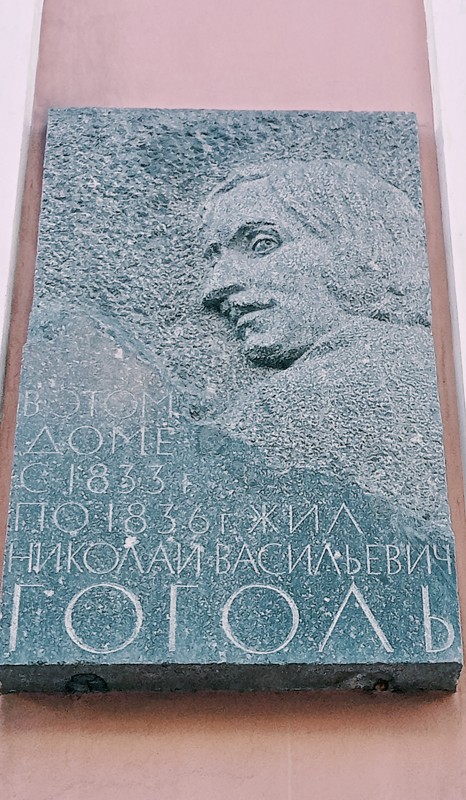 В ЭТОМ
ДОМЕ
С 1833 г.
ПО 1836 г. ЖИЛ
НИКОЛАЙ ВАСИЛЬЕВИЧ
ГОГОЛЬ